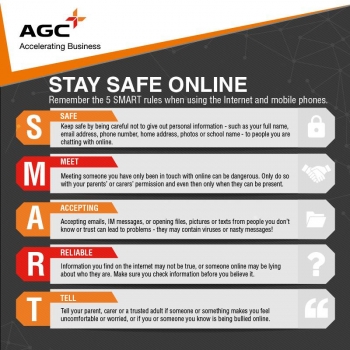 AGC
Accelerating Business
STAY SAFE ONLINE
Remember the 5 SMART rules when using the Internet and mobile phones.
S
SAFE
Keep safe by being careful not to give out personal information - such as your full name,
email address, phone number, home address, photos or school name - to people you are
chatting with online.
M
MEET
Meeting someone you have only been in touch with online can be dangerous. Only do so
with your parents' or carers' permission and even then only when they can be present.
A
ACCEPTING
Accepting emails, IM messages, or opening files, pictures or texts from people you don't
know or trust can lead to problems - they may contain viruses or nasty messages!
R
RELIABLE
Information you find on the internet may not be true, or someone online may be lying
about who they are. Make sure you check information before you believe it.
T
TELL
Tell your parent, carer or a trusted adult if someone or something makes you feel
uncomfortable or worried, or if you or someone you know is being bullied online.